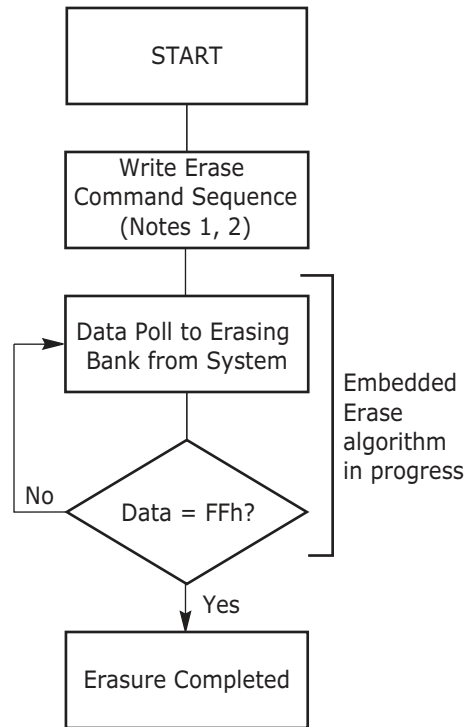 START
Write Erase
Command Sequence
(Notes 1, 2)
Data Poll to Erasing
Bank from System
Embedded
Erase
algorithm
in progress
No
Data = FFh?
Yes
Erasure Completed